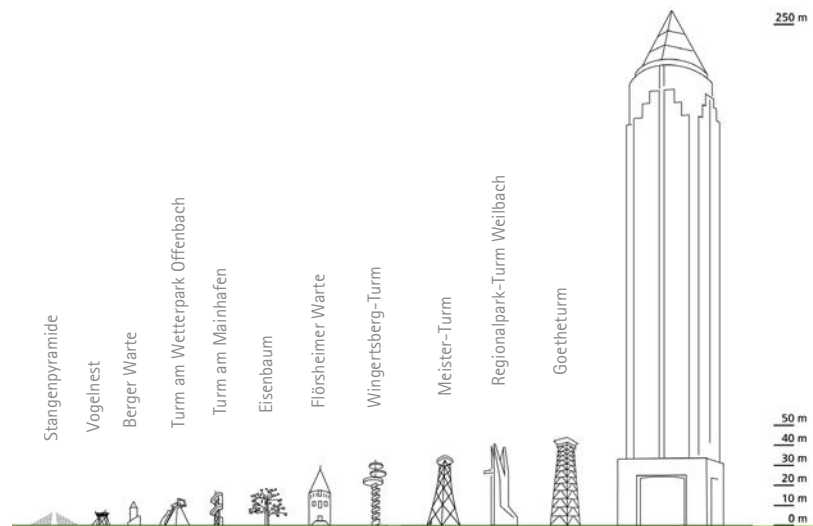 Stangenpyramide
Vogelnest
Berger Warte
Turm am Wetterpark Offenbach
Turm am Mainhafen
Eisenbaum
Flörsheimer Warte
Wingertsberg-Turm
Meister-Turm
Regionalpark-Turm Weilbach
Goetheturm
250 m
50 m
40 m
30 m
20 m
10 m
0 m